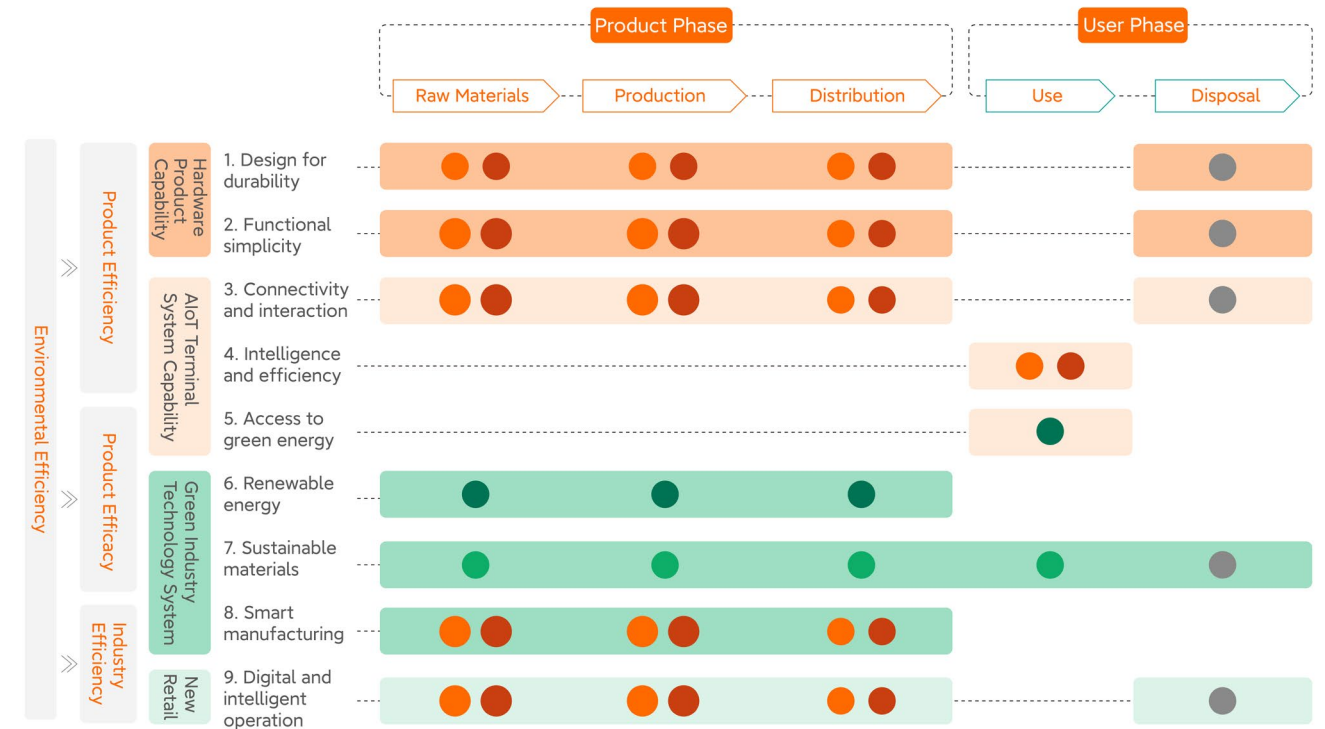 Product Phase
User Phase
Raw Materials
Production
Distribution
Use
Disposal
Environmental Efficiency
Product Efficiency
Product Efficacy
Industry
Efficiency
Hardware
Product
Capability
AIoT Terminal
System Capability
Green Industry
Technology System
New
Retail
1. Design for
durability
2. Functional
simplicity
3. Connectivity
and interaction
4. Intelligence
and efficiency
5. Access to
green energy
6. Renewable
energy
7. Sustainable
materials
8. Smart
manufacturing
9. Digital and
intelligent
operation